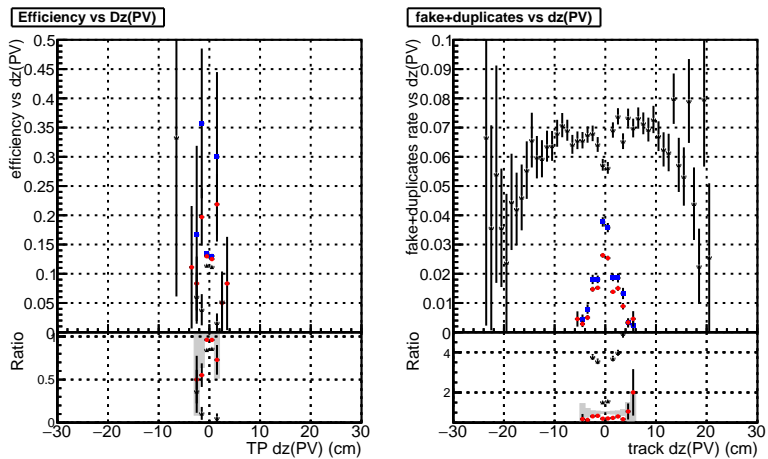 Efficiency vs Dz(PV)
efficiency vs dz(PV)
0.5
0.45
0.4
0.35
0.3
0.25
0.2
0.15
0.1
0.05
0
Ratio
1
0.5
0
−30 −20 −10 0 10 20 30
TP dz(PV) (cm)
fake+duplicates vs dz(PV)
fake+duplicates rate vs dz(PV)
0.1
0.09
0.08
0.07
0.06
0.05
0.04
0.03
0.02
0.01
0
Ratio
4
2
−30 −20 −10 0 10 20 30
track dz(PV) (cm)